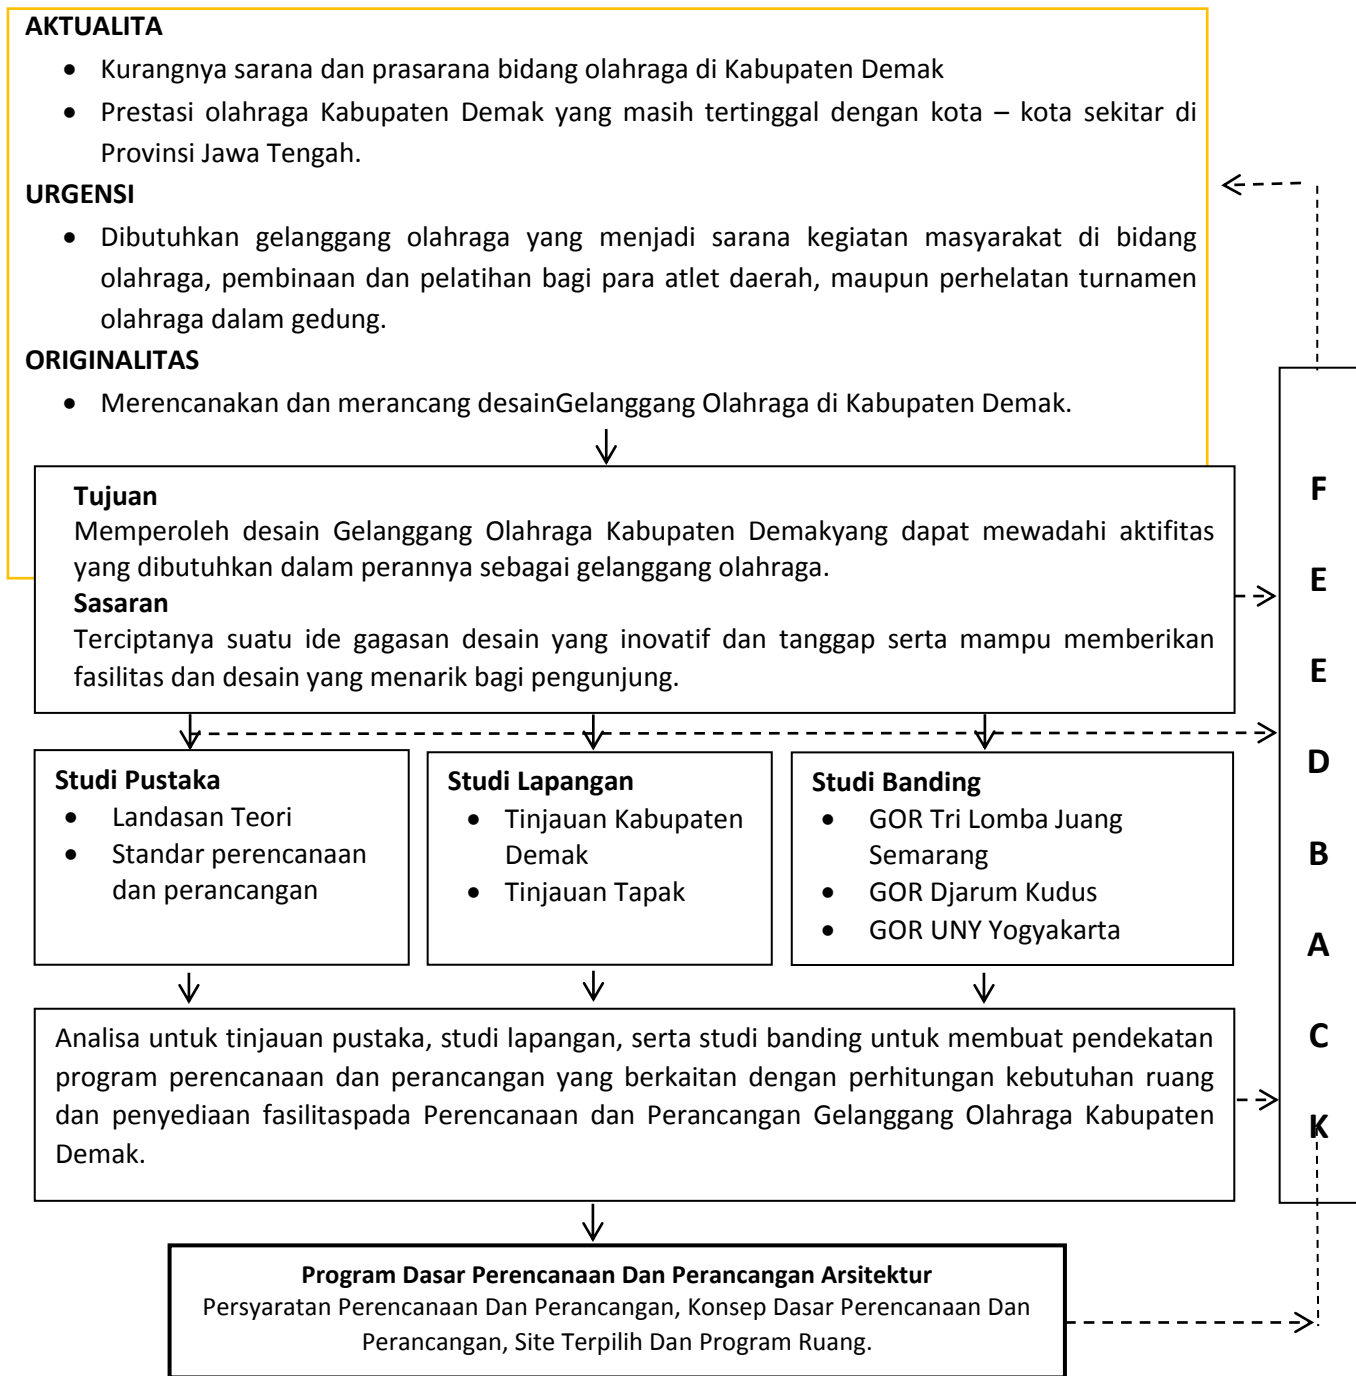 AKTUALITA
• Kurangnya sarana dan prasarana bidang olahraga di Kabupaten Demak
• Prestasi olahraga Kabupaten Demak yang masih tertinggal dengan kota – kota sekitar di
Provinsi Jawa Tengah.
URGENSI
• Dibutuhkan gelanggang olahraga yang menjadi sarana kegiatan masyarakat di bidang
olahraga, pembinaan dan pelatihan bagi para atlet daerah, maupun perhelatan turnamen
olahraga dalam gedung.
ORIGINALITAS
• Merencanakan dan merancang desainGelanggang Olahraga di Kabupaten Demak.
Tujuan
Memperoleh desain Gelanggang Olahraga Kabupaten Demakyang dapat mewadahi aktifitas
yang dibutuhkan dalam perannya sebagai gelanggang olahraga.
Sasaran
Terciptanya suatu ide gagasan desain yang inovatif dan tanggap serta mampu memberikan
fasilitas dan desain yang menarik bagi pengunjung.
Studi Pustaka
• Landasan Teori
• Standar perencanaan
dan perancangan
Studi Lapangan
• Tinjauan Kabupaten
Demak
• Tinjauan Tapak
Studi Banding
• GOR Tri Lomba Juang
Semarang
• GOR Djarum Kudus
• GOR UNY Yogyakarta
Analisa untuk tinjauan pustaka, studi lapangan, serta studi banding untuk membuat pendekatan
program perencanaan dan perancangan yang berkaitan dengan perhitungan kebutuhan ruang
dan penyediaan fasilitaspada Perencanaan dan Perancangan Gelanggang Olahraga Kabupaten
Demak.
Program Dasar Perencanaan Dan Perancangan Arsitektur
Persyaratan Perencanaan Dan Perancangan, Konsep Dasar Perencanaan Dan
Perancangan, Site Terpilih Dan Program Ruang.
F
E
E
D
B
A
C
K